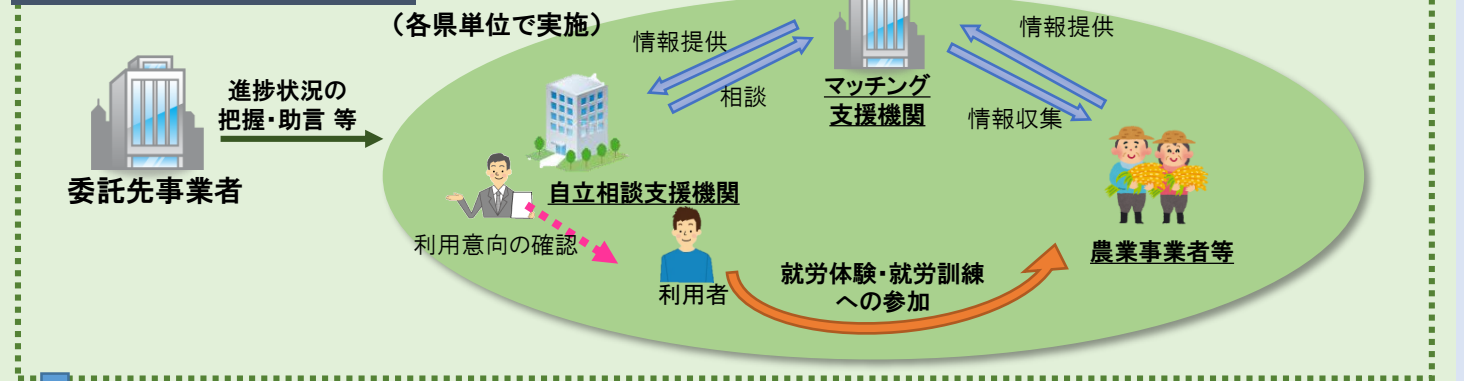 (各県単位で実施)
情報提供
情報提供
相談
マッチング
支援機関
情報収集
進捗状況の
把握・助言 等
委託先事業者
自立相談支援機関
利用意向の確認
利用者
就労体験・就労訓練
への参加
農業事業者等